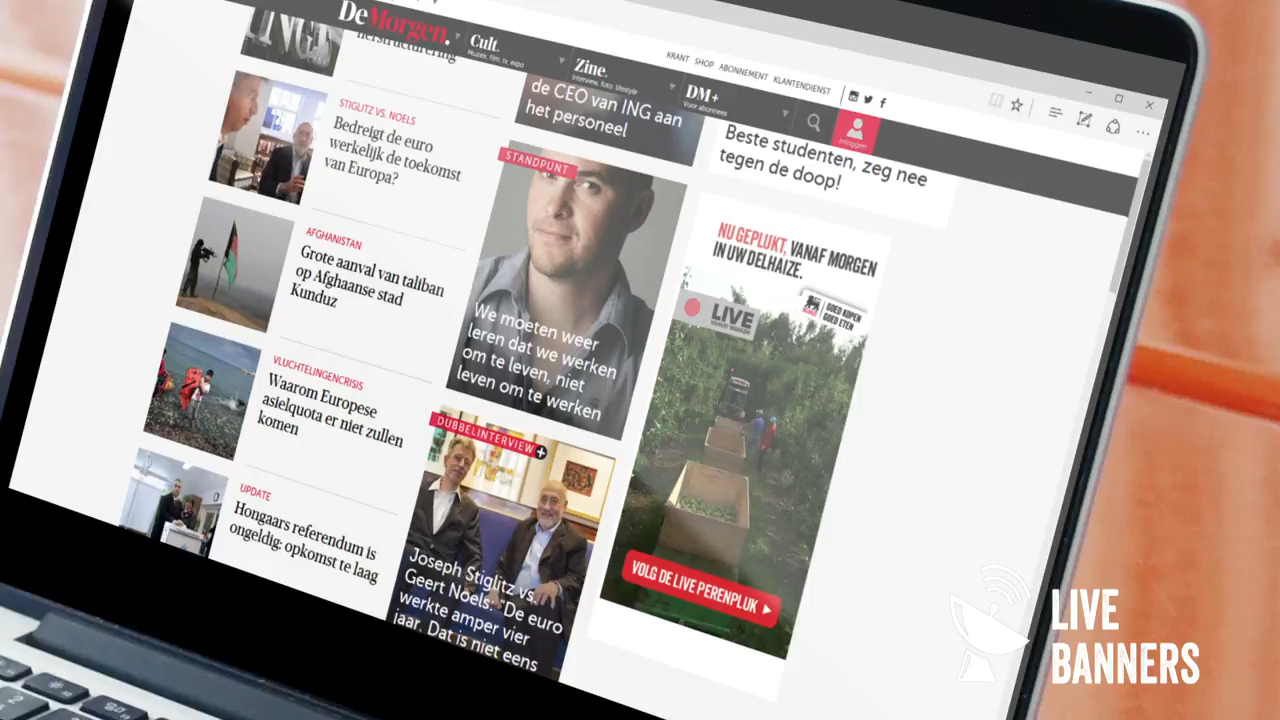 DeMorgen.
Cult.
Muziek, film, tv, expo
Zine.
Interview, foto, lifestyle
DM+
Voor abonnees
KRANT SHOP ABONNEMENT KLANTENDIENST
Inloggen
herstructurering
STIGLITZ VS. NOELS
Bedreigt de euro
werkelijk de toekomst
van Europa?
AFGHANISTAN
Grote aanval van taliban
op Afghaanse stad
Kunduz
VLUCHTELINGENCRISIS
Waarom Europese
asielquota er niet zullen
komen
UPDATE
Hongaars referendum is
ongeldig: opkomst te laag
de CEO van ING aan
het personeel
STANDPUNT
We moeten weer
leren dat we werken
om te leven, niet
leven om te werken
DUBBELINTERVIEW+
Joseph Stiglitz vs.
Geert Noels: "De euro
werkte amper vier
jaar. Dat is niet eens
Beste studenten, zeg nee
tegen de doop!
NU GEPLUKT, VANAF MORGEN
IN UW DELHAIZE.
LIVE
GOED KOPEN
GOED ETEN
VOLG DE LIVE PERENPLUK
LIVE
BANNERS